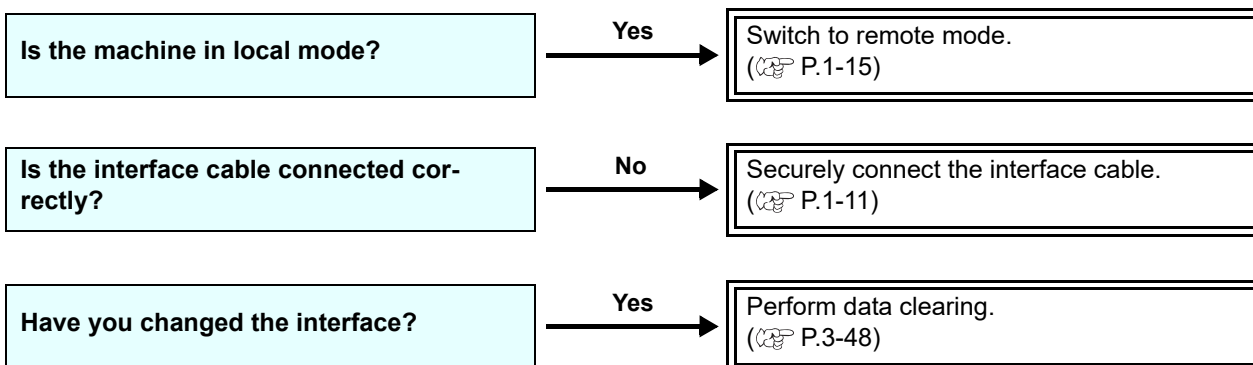 Is the machine in local mode?
Yes
Switch to remote mode.
(☞ P.1-15)
Is the interface cable connected cor-
rectly?
No
Securely connect the interface cable.
(☞ P.1-11)
Have you changed the interface?
Yes
Perform data clearing.
(☞ P.3-48)